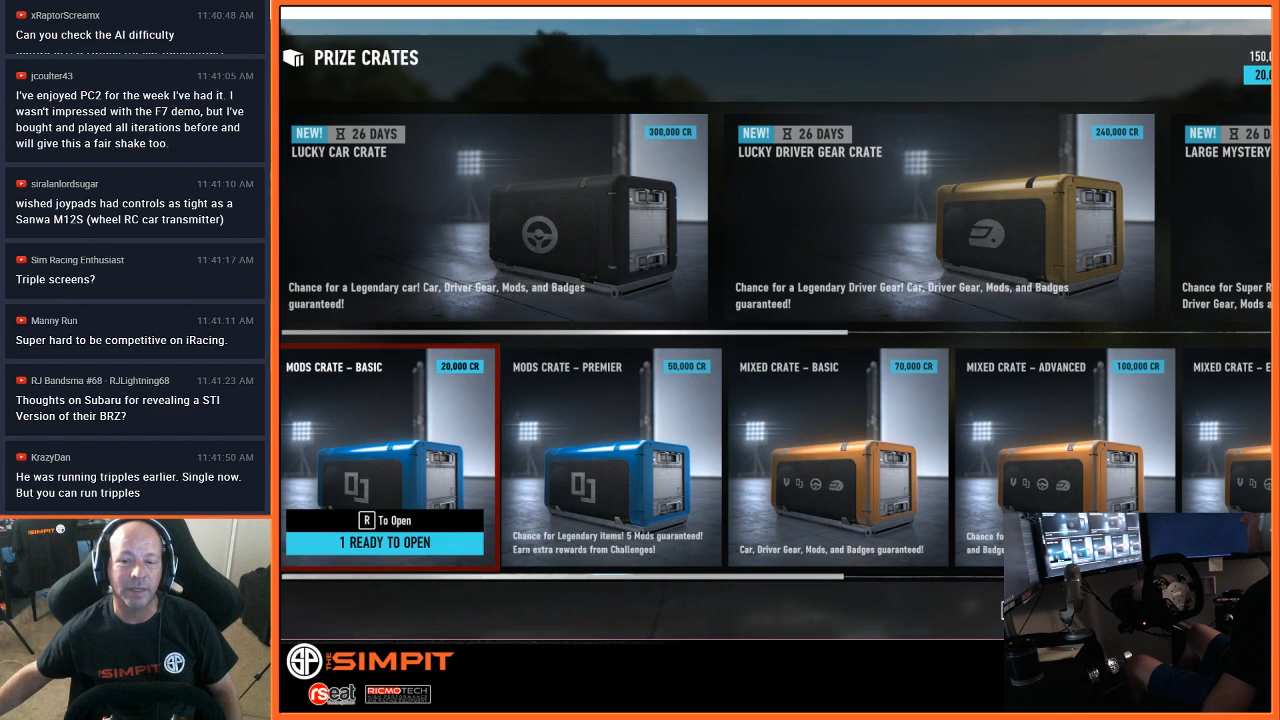 xRaptorScreamx 11:40:48 AM
Can you check the AI difficulty
jcoulter43 11:41:05 AM
I've enjoyed PC2 for the week I've had it. I
wasn't impressed with the F7 demo, but I've
bought and played all iterations before and
will give this a fair shake too.
siralanlordsugar 11:41:10 AM
wished joypads had controls as tight as a
Sanwa M12S (wheel RC car transmitter)
Sim Racing Enthusiast 11:41:17 AM
Triple screens?
Manny Run 11:41:11 AM
Super hard to be competitive on iRacing.
RJ Bandsma #68 - RJLightning68 11:41:23 AM
Thoughts on Subaru for revealing a STI
Version of their BRZ?
KrazyDan 11:41:50 AM
He was running tripples earlier. Single now.
But you can run tripples
PRIZE CRATES
150,0
20,0
NEW! 26 DAYS 300,000 CR
LUCKY CAR CRATE
Chance for a Legendary car! Car, Driver Gear, Mods, and Badges
guaranteed!
NEW! 26 DAYS 240,000 CR
LUCKY DRIVER GEAR CRATE
Chance for a Legendary Driver Gear! Car, Driver Gear, Mods, and Badges
guaranteed!
NEW! 26 D
LARGE MYSTERY
Chance for Super R
Driver Gear, Mods a
MODS CRATE – BASIC 20,000 CR
R To Open
1 READY TO OPEN
MODS CRATE – PREMIER 50,000 CR
Chance for Legendary items! 5 Mods guaranteed!
Earn extra rewards from Challenges!
MIXED CRATE – BASIC 70,000 CR
Car, Driver Gear, Mods, and Badges guaranteed!
MIXED CRATE – ADVANCED 100,000 CR
Chance fo
and Badge
MIXED CRATE – E
SP THE SIMPIT
rseat RICMOTECH
SIMPIT
SP